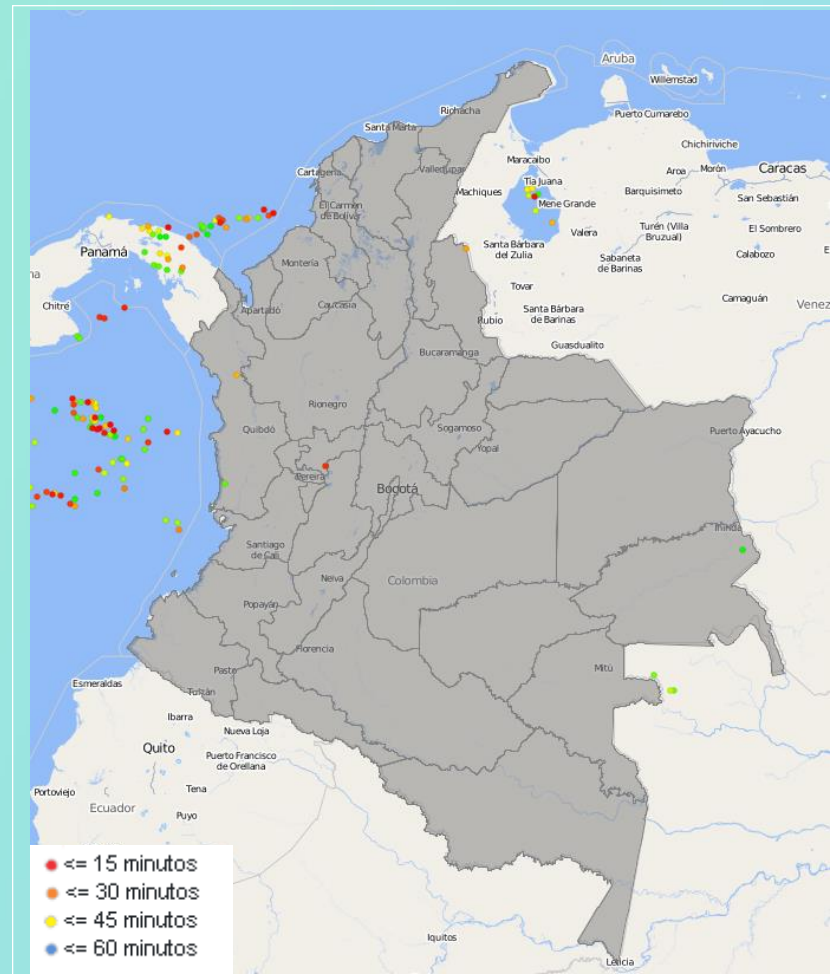 Aruba
Willemstad
Riohacha
Puerto Cumarebo
Santa Marta
Chichiriviche
Maracaibo
Cartagena
Valledupar
Caracas
Aroa
Morón
Tía Juana
Machiques
Barquisimeto
San Sebastián
El Carmen
de Bolívar
Mene Grande
Turén (Villa
Bruzual)
El Sombrero
Valera
Panamá
Santa Bárbara
del Zulia
Sabaneta
de Barinas
Calabozo
Montería
Tovar
Camaguán
Chitré
Caucasia
Apartadó
Santa Bárbara
de Barinas
Venez
Rubio
Guasdualito
Bucaramanga
Rionegro
Quibdó
Sogamoso
Puerto Ayacucho
Yopal
Pereira
Bogotá
Inírida
Santiago
de Cali
Neiva
Colombia
Popayán
Florencia
Mitú
Pasto
Esmeraldas
Tulcán
Ibarra
Nueva Loja
Quito
Puerto Francisco
de Orellana
Tena
Portoviejo
Ecuador
Puyo
<= 15 minutos
<= 30 minutos
<= 45 minutos
<= 60 minutos
Iquitos
Leticia